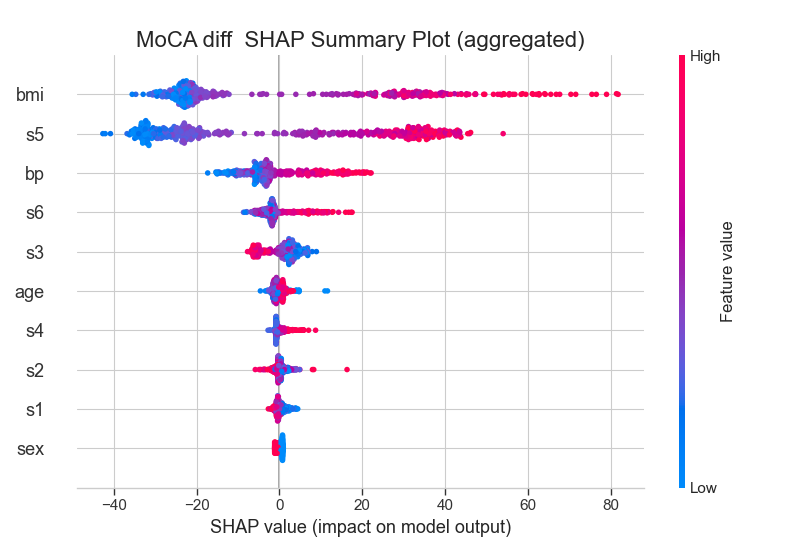 MoCA diff  SHAP Summary Plot (aggregated)
High
bmi
s5
bp
s6
s3
age
s4
s2
s1
sex
Feature value
Low
−40 −20 0 20 40 60 80
SHAP value (impact on model output)